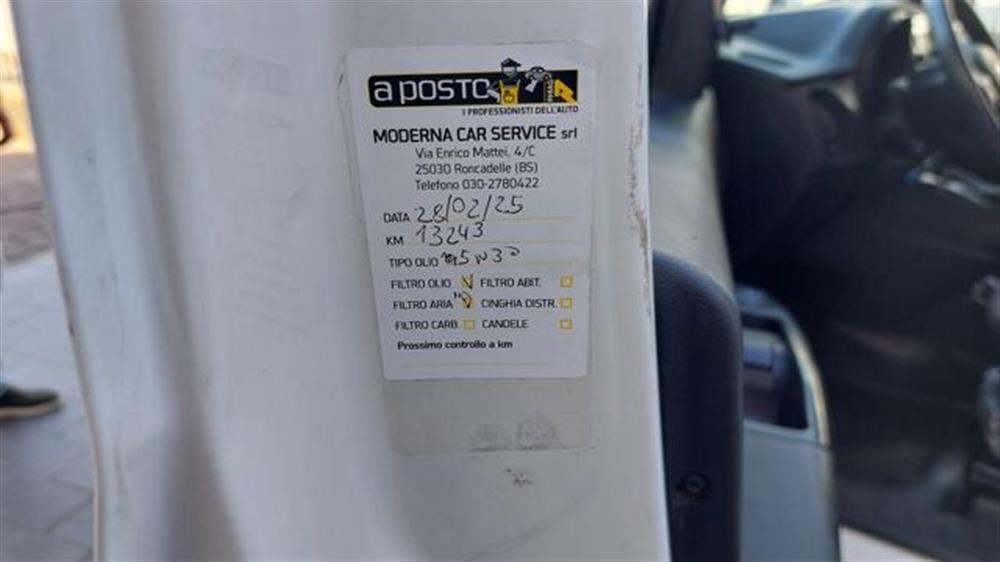 a posto
I PROFESSIONISTI DELL'AUTO
MODERNA CAR SERVICE srl
Via Enrico Mattei, 4/C
25030 Roncadelle (BS)
Telefono 030-2780422
DATA 28/02/25
KM 13243
TIPO OLIO 5W30
FILTRO OLIO FILTRO ABIT.
FILTRO ARIA CINGHIA DISTR.
FILTRO CARB. CANDELE
Prossimo controllo a km